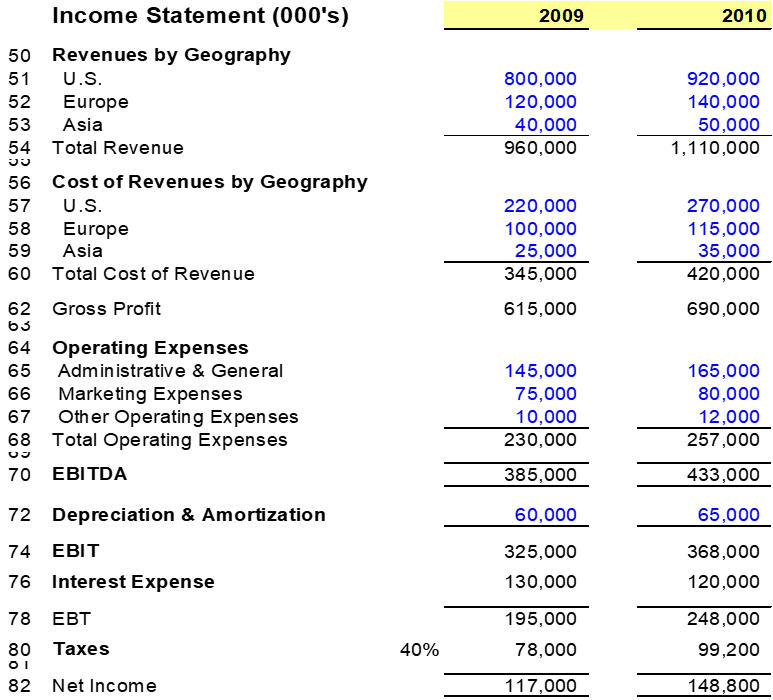 Income Statement (000's) 2009 2010
50 Revenues by Geography
51 U.S. 800,000 920,000
52 Europe 120,000 140,000
53 Asia 40,000 50,000
54 Total Revenue 960,000 1,110,000
55
56 Cost of Revenues by Geography
57 U.S. 220,000 270,000
58 Europe 100,000 115,000
59 Asia 25,000 35,000
60 Total Cost of Revenue 345,000 420,000
62 Gross Profit 615,000 690,000
63
64 Operating Expenses
65 Administrative & General 145,000 165,000
66 Marketing Expenses 75,000 80,000
67 Other Operating Expenses 10,000 12,000
68 Total Operating Expenses 230,000 257,000
69
70 EBITDA 385,000 433,000
72 Depreciation & Amortization 60,000 65,000
74 EBIT 325,000 368,000
76 Interest Expense 130,000 120,000
78 EBT 195,000 248,000
80 Taxes 40% 78,000 99,200
81
82 Net Income 117,000 148,800